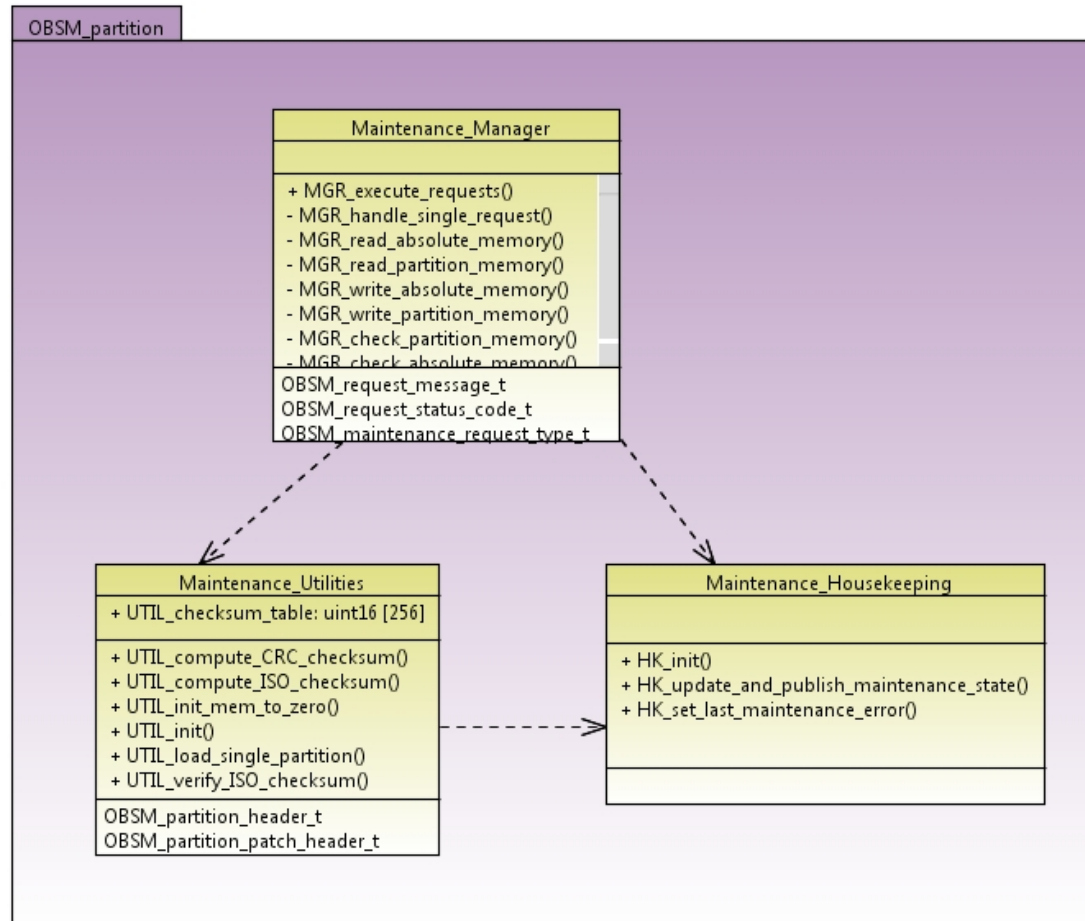 OBSM_partition
Maintenance_Manager
+ MGR_execute_requests()
- MGR_handle_single_request()
- MGR_read_absolute_memory()
- MGR_read_partition_memory()
- MGR_write_absolute_memory()
- MGR_write_partition_memory()
- MGR_check_partition_memory()
- MGR_check_absolute_memory()
OBSM_request_message_t
OBSM_request_status_code_t
OBSM_maintenance_request_type_t
Maintenance_Utilities
+ UTIL_checksum_table: uint16 [256]
+ UTIL_compute_CRC_checksum()
+ UTIL_compute_ISO_checksum()
+ UTIL_init_mem_to_zero()
+ UTIL_init()
+ UTIL_load_single_partition()
+ UTIL_verify_ISO_checksum()
OBSM_partition_header_t
OBSM_partition_patch_header_t
Maintenance_Housekeeping
+ HK_init()
+ HK_update_and_publish_maintenance_state()
+ HK_set_last_maintenance_error()